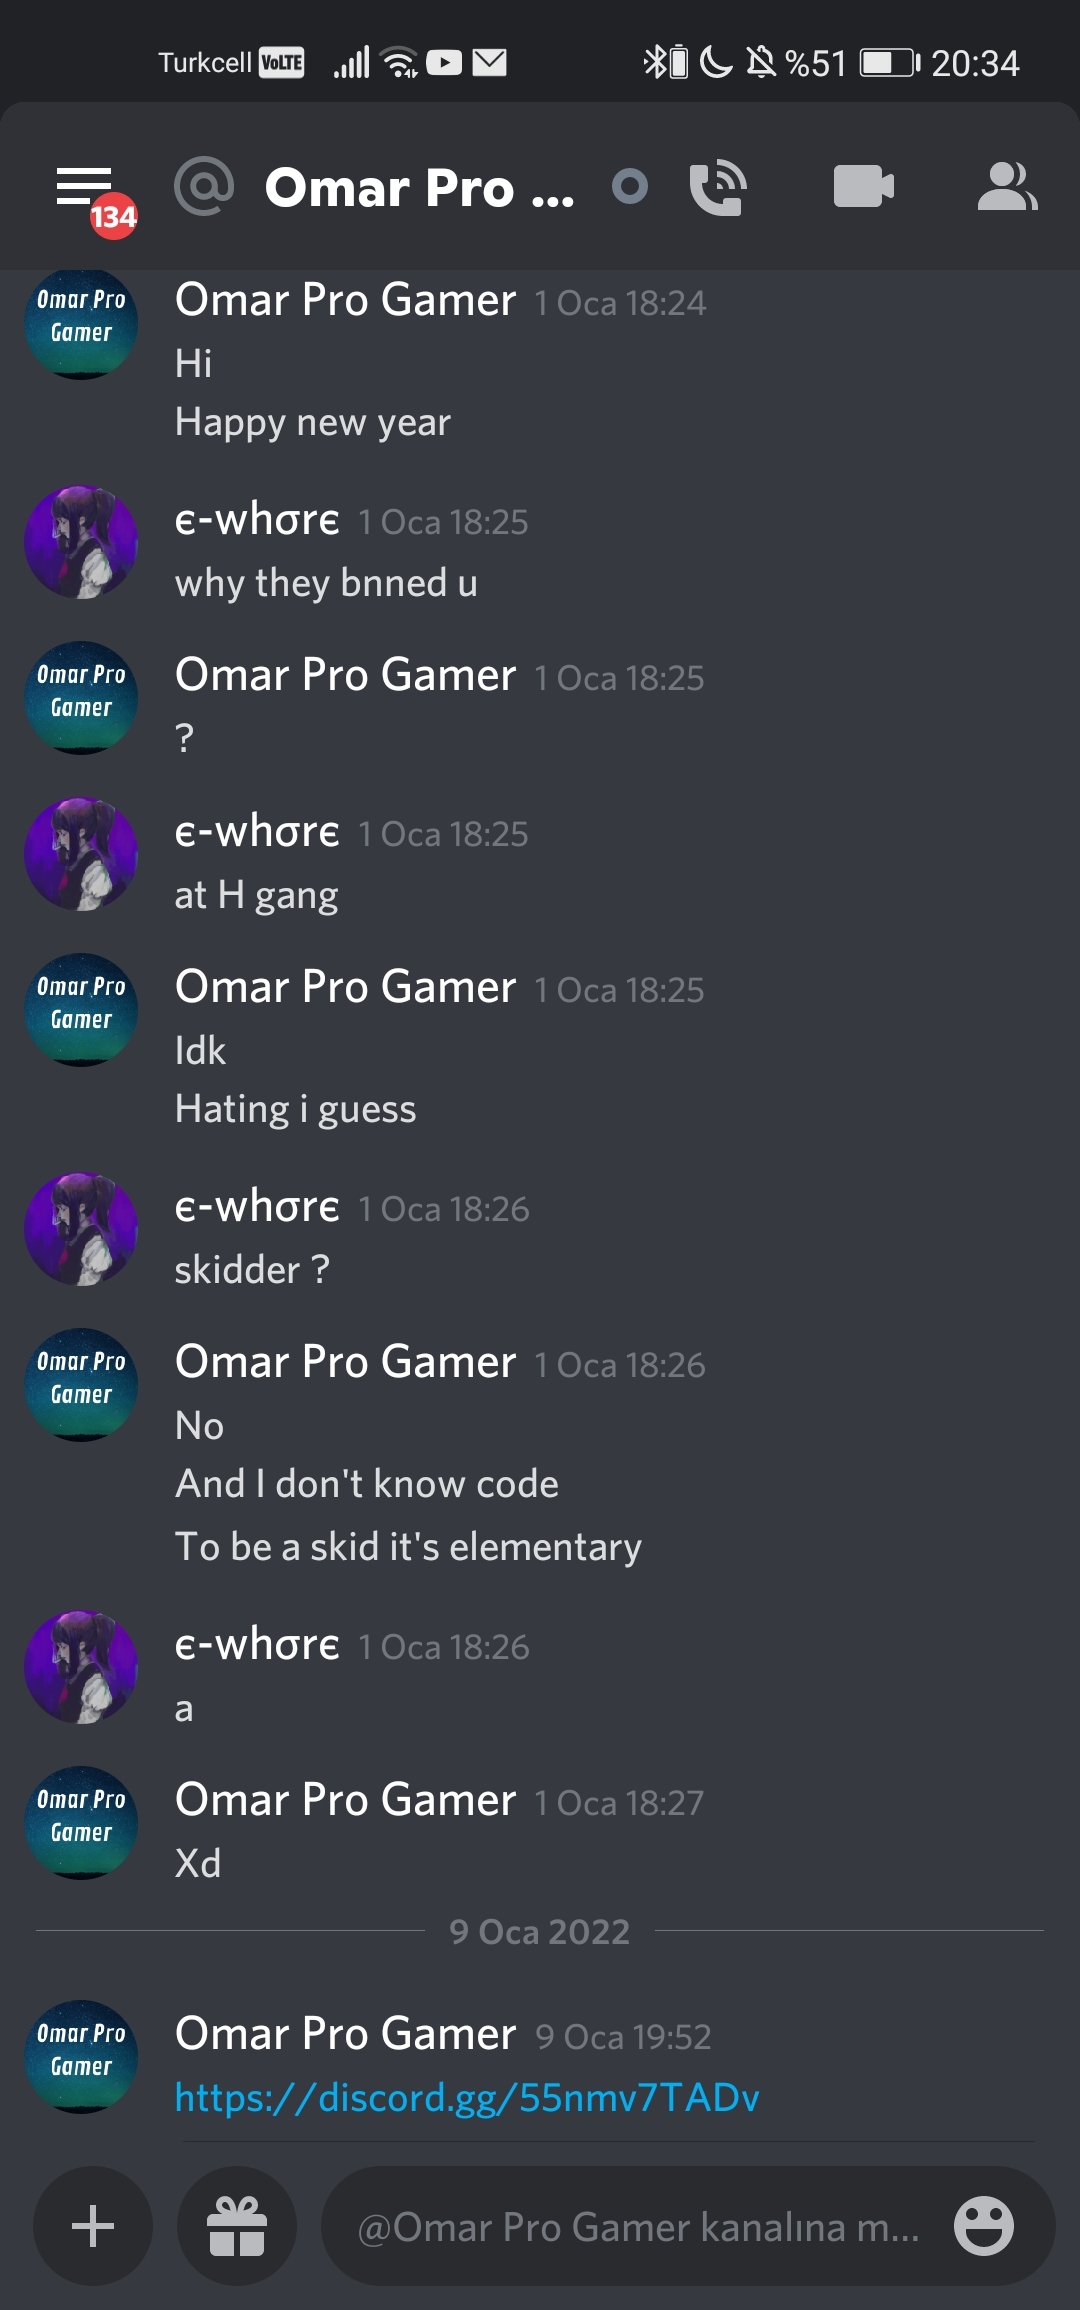 Turkcell VoLTE %51 20:34
134 Omar Pro ...
Omar Pro Gamer Omar Pro Gamer 1 Oca 18:24
Hi
Happy new year
є-whσrє 1 Oca 18:25
why they bnned u
Omar Pro Gamer Omar Pro Gamer 1 Oca 18:25
?
є-whσrє 1 Oca 18:25
at H gang
Omar Pro Gamer Omar Pro Gamer 1 Oca 18:25
Idk
Hating i guess
є-whσrє 1 Oca 18:26
skidder ?
Omar Pro Gamer Omar Pro Gamer 1 Oca 18:26
No
And I don't know code
To be a skid it's elementary
є-whσrє 1 Oca 18:26
a
Omar Pro Gamer Omar Pro Gamer 1 Oca 18:27
Xd
9 Oca 2022
Omar Pro Gamer Omar Pro Gamer 9 Oca 19:52
https://discord.gg/55nmv7TADv
@Omar Pro Gamer kanalına m...